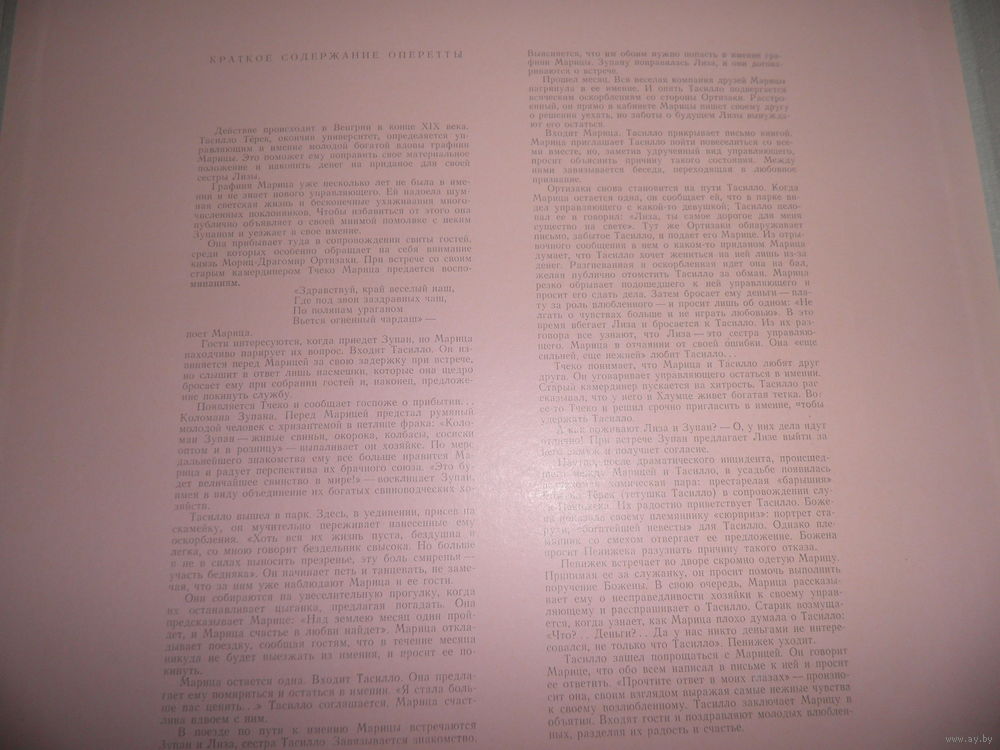 КРАТКОЕ СОДЕРЖАНИЕ ОПЕРЕТТЫ
Действие происходит в Венгрии в конце XIX века.
Тасилло Тёрек, окончив университет, определяется уп-
равляющим в имение молодой богатой вдовы графини
Марицы. Это поможет ему поправить свое материальное
положение и накопить денег на приданое для своей
сестры Лизы.
Графиня Марица уже несколько лет не была в име-
нии и не знает нового управляющего. Ей надоела шум-
ная светская жизнь и бесконечные ухаживания много-
численных поклонников. Чтобы избавиться от этого она
публично объявляет о своей мнимой помолвке с неким
Зупаном и уезжает в свое имение.
Она прибывает туда в сопровождении свиты гостей,
среди которых особенно обращает на себя внимание
князь Мориц-Драгомир Ортизаки. При встрече со своим
старым камердинером Тчеко Марица предается воспо-
минаниям.
«Здравствуй, край веселый наш,
Где под звон заздравных чаш,
По полянам ураганом
Вьется огненный чардаш» —
поет Марица.
Гости интересуются, когда приедет Зупан, но Марица
находчиво парирует их вопрос. Входит Тасилло. Он из-
виняется перед Марицей за свою задержку при встрече,
но слышит в ответ лишь насмешки, которые она щедро
бросает ему при собрании гостей и, наконец, предложе-
ние покинуть службу.
Появляется Тчеко и сообщает госпоже о прибытии...
Коломана Зупана. Перед Марицей предстал румяный
молодой человек с хризантемой в петлице фрака: «Коло-
ман Зупан — живые свиньи, окорока, колбасы, сосиски
оптом и в розницу» — выпаливает он хозяйке. По мере
дальнейшего знакомства ему все больше нравится Ма-
рица и радует перспектива их брачного союза. «Это бу-
дет величайшее свинство в мире!» — восклицает Зупан,
имея в виду объединение их богатых свиноводческих хо-
зяйств.
Тасилло вышел в парк. Здесь, в уединении, присев на
скамейку, он мучительно переживает нанесенные ему
оскорбления. «Хоть вся их жизнь пуста, бездушна и
легка, со мною говорит бездельник свысока. Но больше
я не в силах выносить презренье, эту боль смиренья —
участь бедняка». Он начинает петь и танцевать, не заме-
чая, что за ним уже наблюдают Марица и ее гости.
Они собираются на увеселительную прогулку, когда
их останавливает цыганка, предлагая погадать. Она
предсказывает Марице: «Над землею месяц один прой-
дет, и Марица счастье в любви найдет». Марица откла-
дывает поездку, сообщая гостям, что в течение месяца
никуда не будет выезжать из имения, и просит ее по-
кинуть.
Марица остается одна. Входит Тасилло. Она предла-
гает ему помириться и остаться в имении. «Я стала боль-
ше вас ценить...» Тасилло соглашается. Марица счаст-
лива вдвоем с ним.
В поезде по пути к имению Марицы встречаются
Зупан и Лиза, сестра Тасилло. Завязывается знакомство.
Выясняется, что им обоим нужно попасть в имение гра-
фини Марицы. Зупану понравилась Лиза, и они догова-
риваются о встрече.
Прошел месяц. Вся веселая компания друзей Марицы
нагрянула в ее имение. И опять Тасилло подвергается
всяческим оскорблениям со стороны Ортизаки. Расстро-
енный, он прямо в кабинете Марицы пишет своему другу
о решении уехать, но заботы о будущем Лизы вынужда-
ют его остаться.
Входит Марица. Тасилло прикрывает письмо книгой.
Марица приглашает Тасилло пойти повеселиться со все-
ми вместе, но, заметив удрученный вид управляющего,
просит объяснить причину такого состояния. Между
ними завязывается беседа, переходящая в любовное
признание.
Ортизаки снова становится на пути Тасилло. Когда
Марица остается одна, он сообщает ей, что в парке ви-
дел управляющего с какой-то девушкой; Тасилло цело-
вал ее и говорил: «Лиза, ты самое дорогое для меня
существо на свете». Тут же Ортизаки обнаруживает
письмо, забытое Тасилло, и подает его Марице. Из отры-
вочного сообщения в нем о каком-то приданом Марица
думает, что Тасилло хочет жениться на ней лишь из-за
денег. Разгневанная и оскорбленная идет она на бал,
желая публично отомстить Тасилло за обман. Марица
резко обрывает подошедшего к ней управляющего и
просит его сдать дела. Затем бросает ему деньги — пла-
ту за роль влюбленного — и просит лишь об одном: «Не
лгать о чувствах больше и не играть любовью». В это
время вбегает Лиза и бросается к Тасилло. Из их раз-
говора все узнают, что Лиза — это сестра управляю-
щего. Марица в отчаянии от своей ошибки. Она «еще
сильней, еще нежней» любит Тасилло...
Тчеко понимает, что Марица и Тасилло любят друг
друга. Он уговаривает управляющего остаться в имении.
Старый камердинер пускается на хитрость. Тасилло рас-
сказывал, что у него в Хлумце живет богатая тетка. Во
се-то Тчеко и решил срочно пригласить в имение, чтобы
удержать Тасилло.
А как поживают Лиза и Зупан? — О, у них дела идут
отлично! При встрече Зупан предлагает Лизе выйти за
него замуж и получает согласие.
Наутро, после драматического инцидента, происшед-
шего между Марицей и Тасилло, в усадьбе появилась
комическая пара: престарелая «барышня»
Тёрек (тетушка Тасилло) в сопровождении слу-
Пенижека. Их радостно приветствует Тасилло. Боже-
на показала своему племяннику «сюрприз»: портрет ста-
рухи, «богатейшей невесты» для Тасилло. Однако пле-
мянник со смехом отвергает ее предложение. Божена
просит Пенижека разузнать причину такого отказа.
Пенижек встречает во дворе скромно одетую Марицу.
Принимая ее за служанку, он просит помочь выполнить
поручение Божены. В свою очередь, Марица рассказы-
вает ему о несправедливости хозяйки к своему управ-
ляющему и расспрашивает о Тасилло. Старик возмуща-
ется, когда узнает, как Марица плохо думала о Тасилло:
«Что?.. Деньги?.. Да у нас никто деньгами не интере-
совался, не только что Тасилло». Пенижек уходит.
Тасилло зашел попрощаться с Марицей. Он говорит
Марице, что обо всем написал в письме к ней и просит
ее ответить. «Прочтите ответ в моих глазах» — произно-
сит она, своим взглядом выражая самые нежные чувства
к своему возлюбленному. Тасилло заключает Марицу в
объятия. Входят гости и поздравляют молодых влюблен-
ных, разделяя их радость и счастье.
www.ay.by